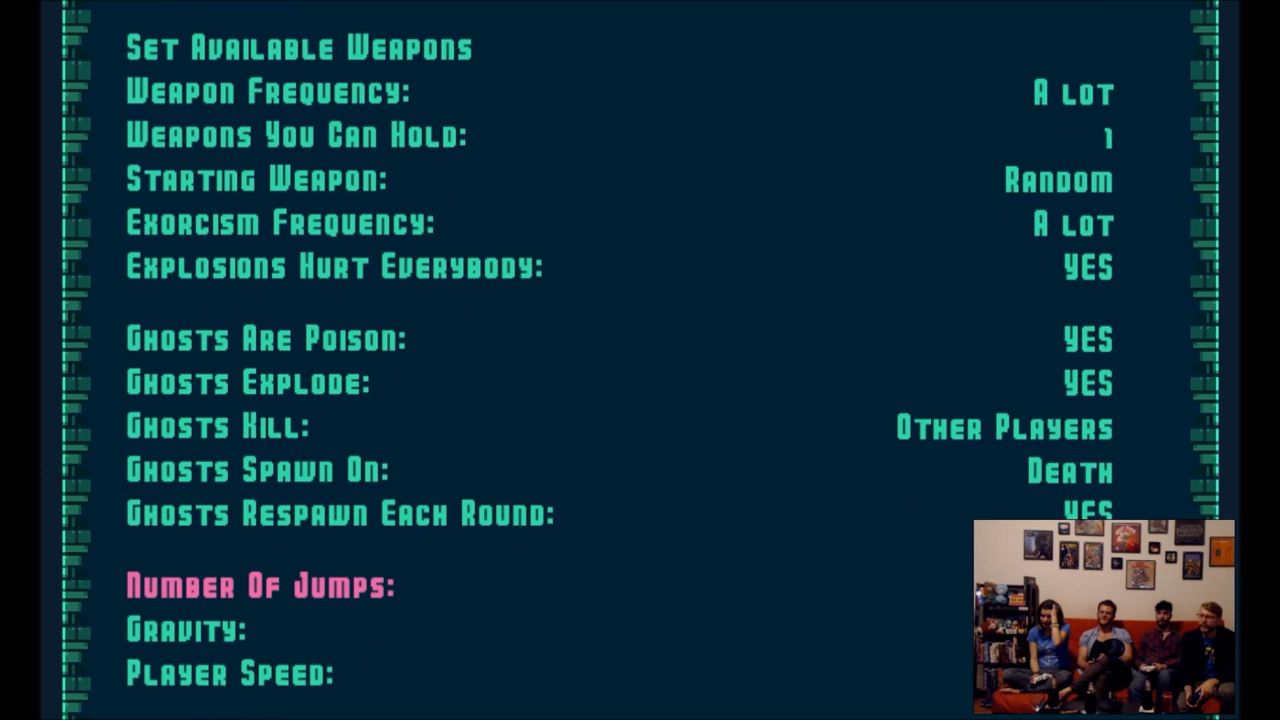 Set Available Weapons
Weapon Frequency: A lot
Weapons You Can Hold: 1
Starting Weapon: Random
Exorcism Frequency: A lot
Explosions Hurt Everybody: Yes
Ghosts Are Poison: Yes
Ghosts Explode: Yes
Ghosts Kill: Other Players
Ghosts Spawn On: Death
Ghosts Respawn Each Round: Yes
Number Of Jumps:
Gravity:
Player Speed: